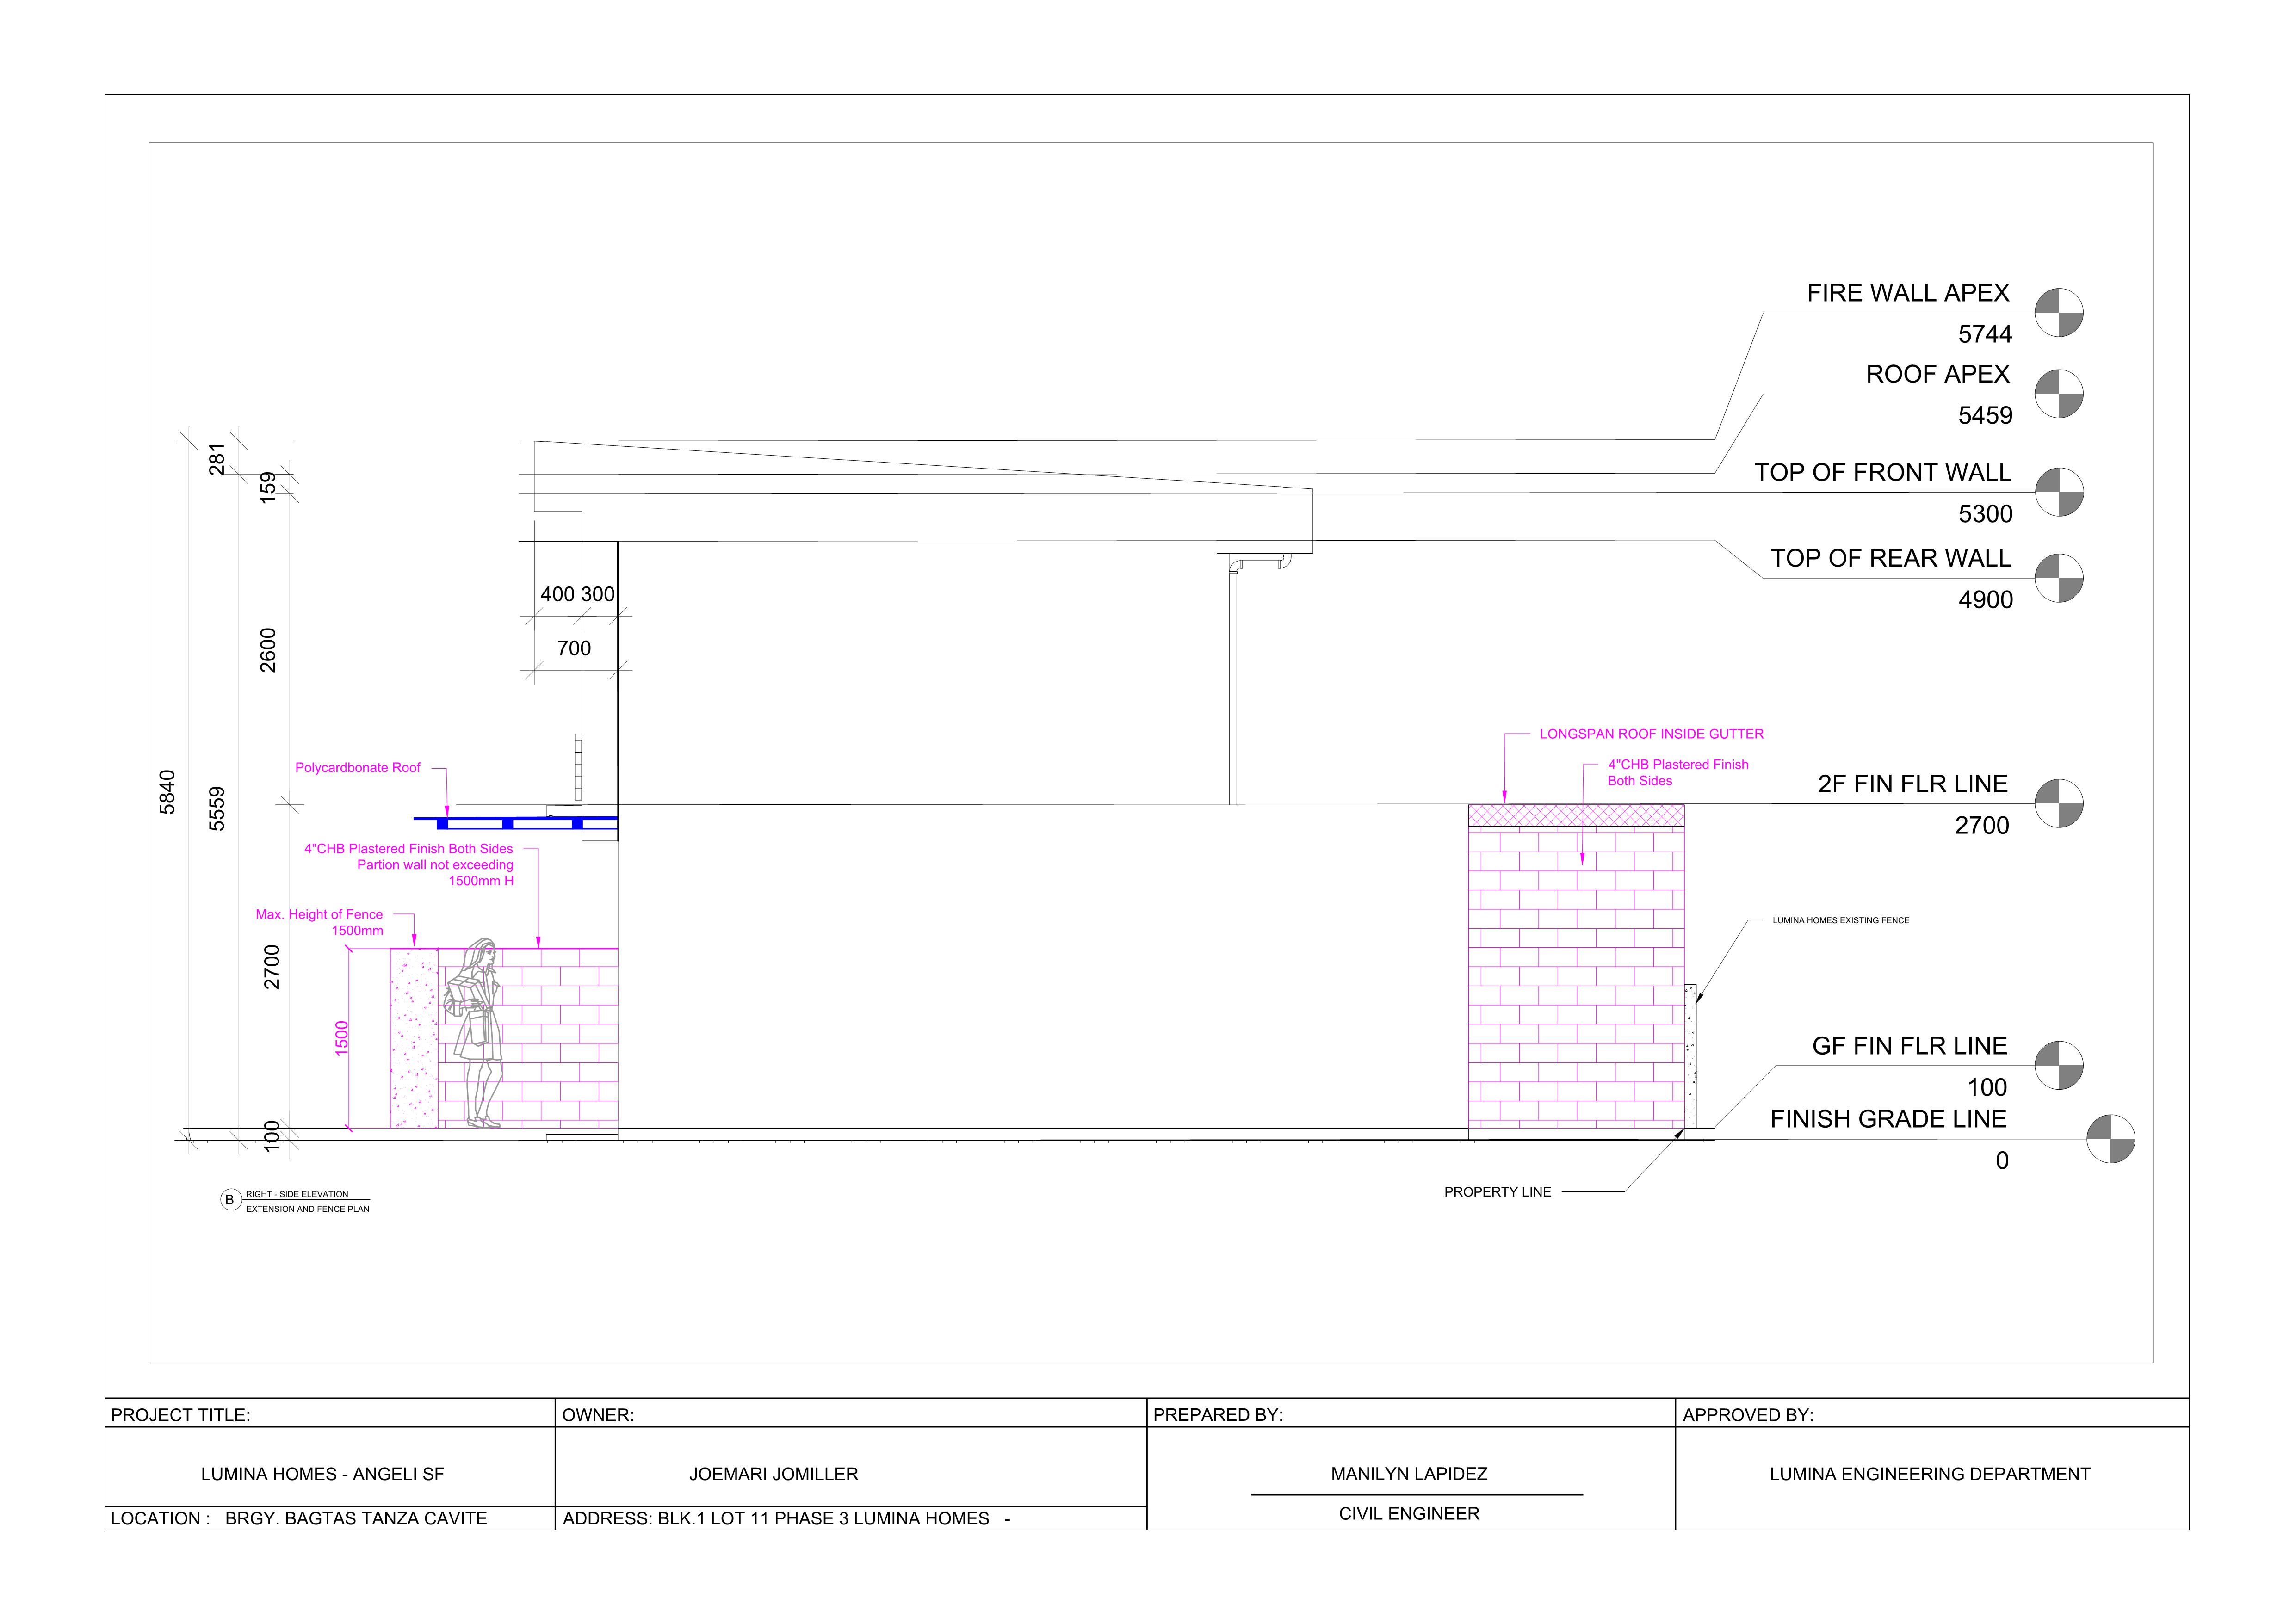 FIRE WALL APEX
5744
ROOF APEX
5459
TOP OF FRONT WALL
5300
TOP OF REAR WALL
4900
281
159
400 300
700
2600
5840
5559
LONGSPAN ROOF INSIDE GUTTER
4"CHB Plastered Finish
Both Sides
Polycardbonate Roof
2F FIN FLR LINE
2700
4"CHB Plastered Finish Both Sides
Partion wall not exceeding
1500mm H
Max. Height of Fence
1500mm
LUMINA HOMES EXISTING FENCE
2700
1500
GF FIN FLR LINE
100
FINISH GRADE LINE
0
100
PROPERTY LINE
B
RIGHT - SIDE ELEVATION
EXTENSION AND FENCE PLAN
PROJECT TITLE:
LUMINA HOMES - ANGELI SF
LOCATION : BRGY. BAGTAS TANZA CAVITE
OWNER:
JOEMARI JOMILLER
ADDRESS: BLK.1 LOT 11 PHASE 3 LUMINA HOMES -
PREPARED BY:
MANILYN LAPIDEZ
CIVIL ENGINEER
APPROVED BY:
LUMINA ENGINEERING DEPARTMENT